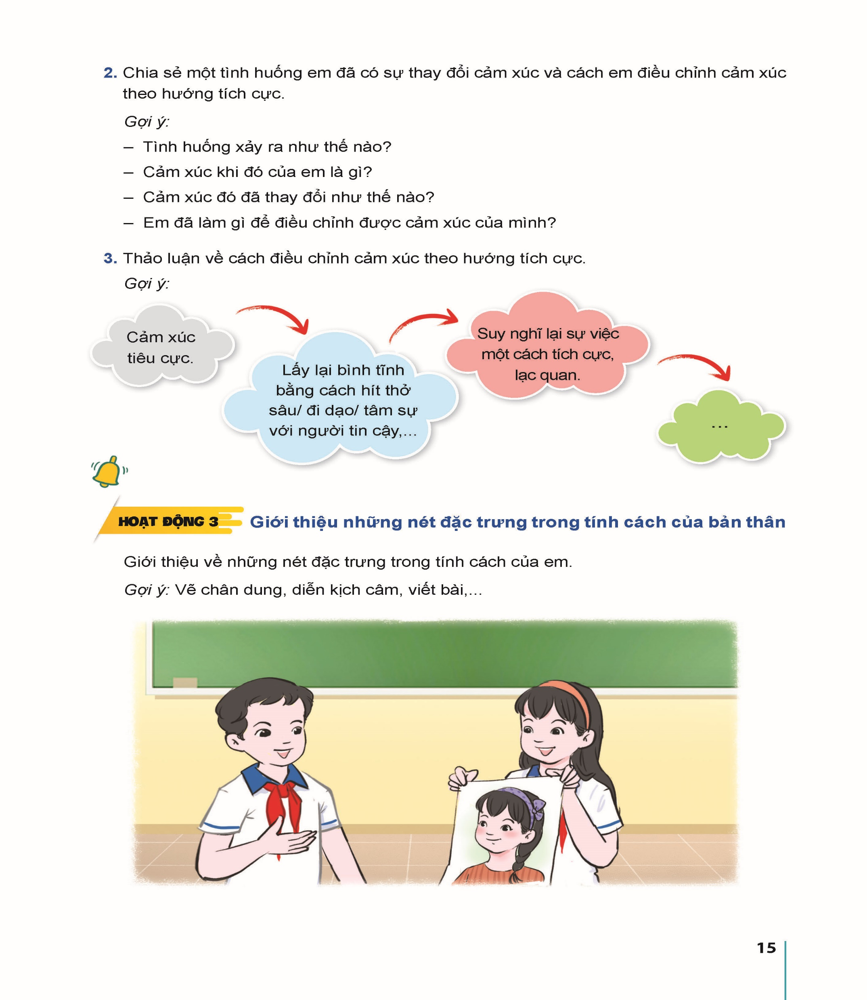 2. Chia sẻ một tình huống em đã có sự thay đổi cảm xúc và cách em điều chỉnh cảm xúc
theo hướng tích cực.
Gợi ý:
– Tình huống xảy ra như thế nào?
– Cảm xúc khi đó của em là gì?
– Cảm xúc đó đã thay đổi như thế nào?
– Em đã làm gì để điều chỉnh được cảm xúc của mình?
3. Thảo luận về cách điều chỉnh cảm xúc theo hướng tích cực.
Gợi ý:
Cảm xúc
tiêu cực.
Lấy lại bình tĩnh
bằng cách hít thở
sâu/ đi dạo/ tâm sự
với người tin cậy,...
Suy nghĩ lại sự việc
một cách tích cực,
lạc quan.
...
HOẠT ĐỘNG 3 Giới thiệu những nét đặc trưng trong tính cách của bản thân
Giới thiệu về những nét đặc trưng trong tính cách của em.
Gợi ý: Vẽ chân dung, diễn kịch câm, viết bài,...
15